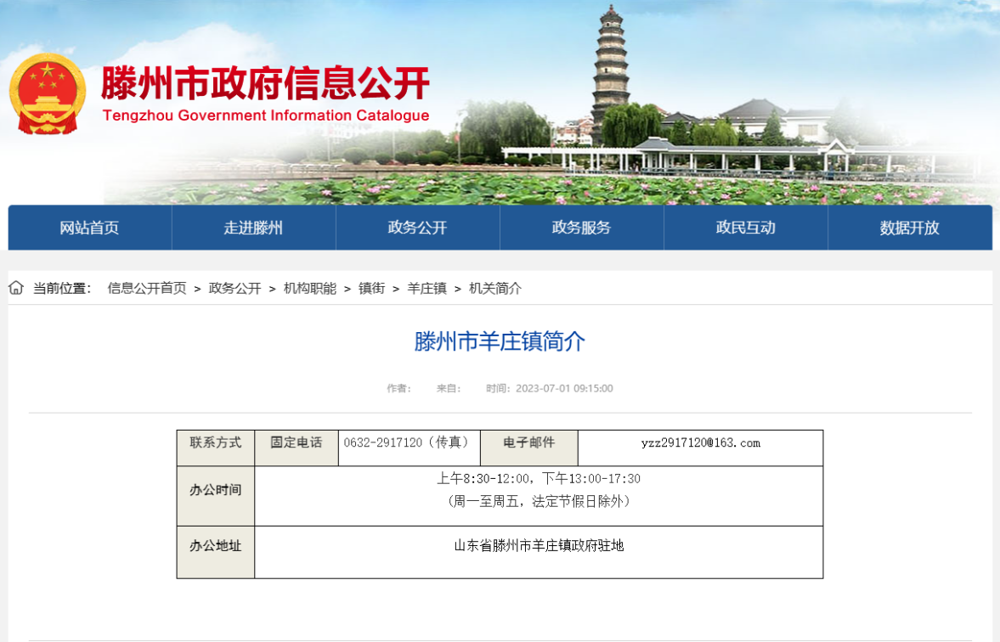 滕州市政府信息公开
Tengzhou Government Information Catalogue
网站首页 走进滕州 政务公开 政务服务 政民互动 数据开放
当前位置： 信息公开首页 > 政务公开 > 机构职能 > 镇街 > 羊庄镇 > 机关简介
滕州市羊庄镇简介
作者： 来自： 时间：2023-07-01 09:15:00
联系方式 固定电话 0632-2917120（传真） 电子邮件 yzz2917120@163.com
办公时间
上午8:30-12:00，下午13:00-17:30
（周一至周五，法定节假日除外）
办公地址 山东省滕州市羊庄镇政府驻地